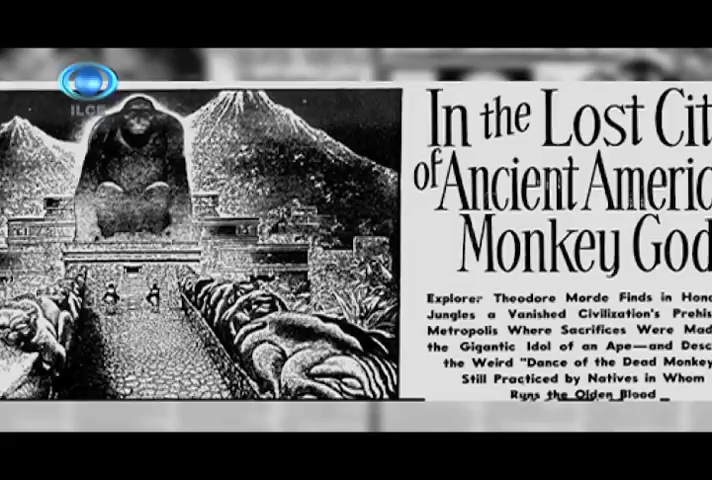 ILCE
In the Lost Cit
of Ancient Americ
Monkey God
Explorer Theodore Morde Finds in Hond
Jungles a Vanished Civilization's Prehis
Metropolis Where Sacrifices Were Mad
the Gigantic Idol of an Ape—and Desc
the Weird "Dance of the Dead Monkey
Still Practiced by Natives in Whom
Runs the Olden Blood